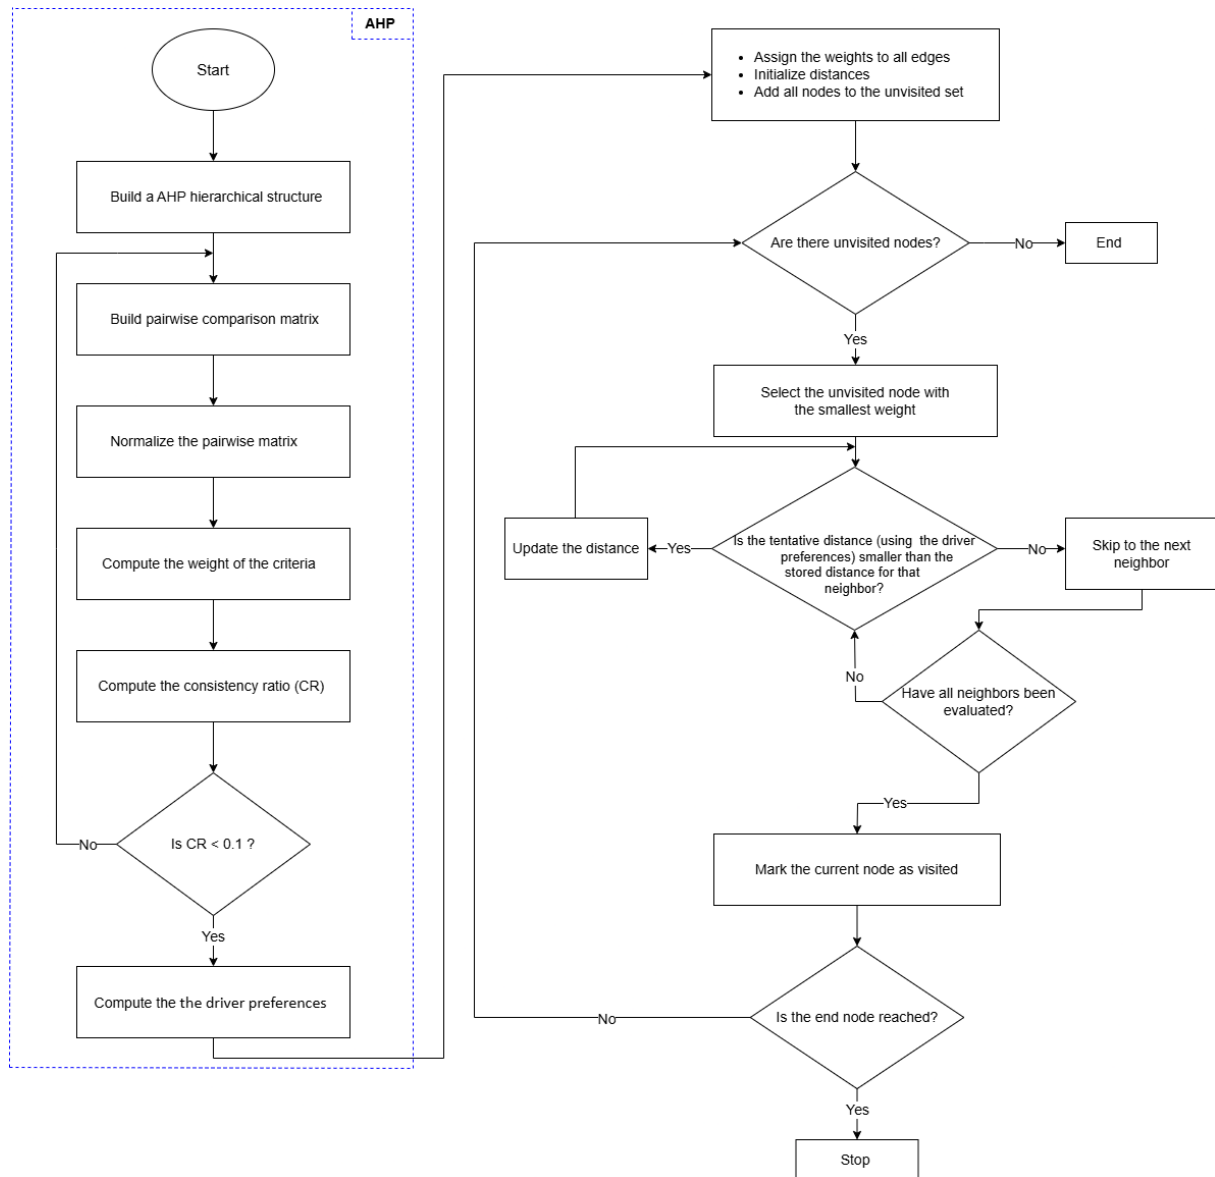 AHP
Start
Build a AHP hierarchical structure
Build pairwise comparison matrix
Normalize the pairwise matrix
Compute the weight of the criteria
Compute the consistency ratio (CR)
Is CR < 0.1 ?
No
Yes
Compute the the driver preferences
• Assign the weights to all edges
• Initialize distances
• Add all nodes to the unvisited set
Are there unvisited nodes?
No
End
Yes
Select the unvisited node with
the smallest weight
Is the tentative distance (using the driver
preferences) smaller than the
stored distance for that
neighbor?
Yes
Update the distance
No
Skip to the next
neighbor
Have all neighbors been
evaluated?
No
Yes
Mark the current node as visited
Is the end node reached?
No
Yes
Stop